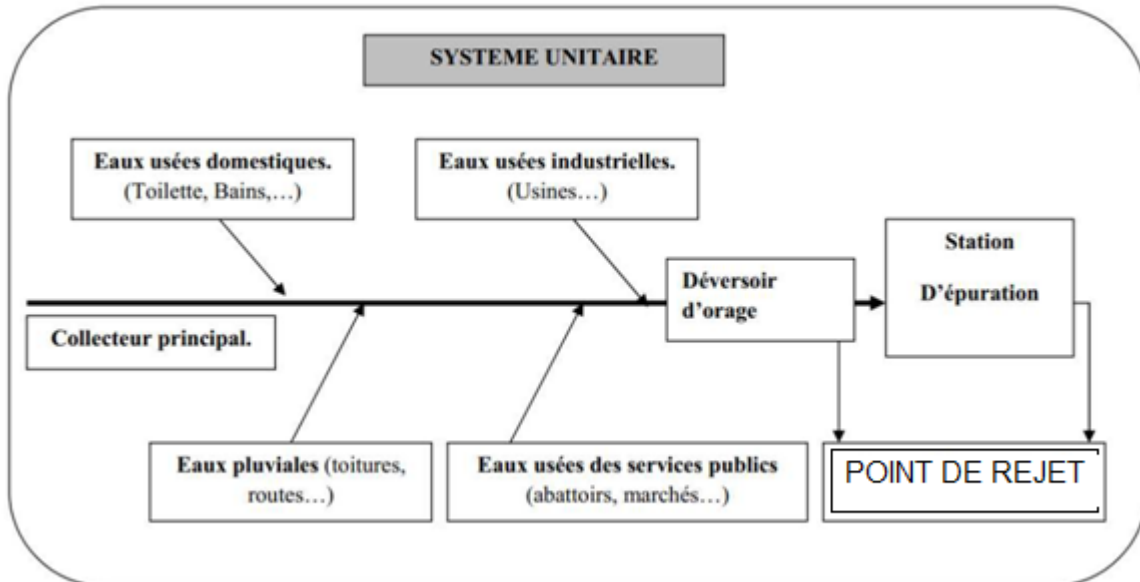 SYSTEME UNITAIRE
Eaux usées domestiques.
(Toilette, Bains,…)
Eaux usées industrielles.
(Usines…)
Station
D’épuration
Déversoir
d’orage
Collecteur principal.
Eaux pluviales (toitures,
routes…)
Eaux usées des services publics
(abattoirs, marchés…)
POINT DE REJET